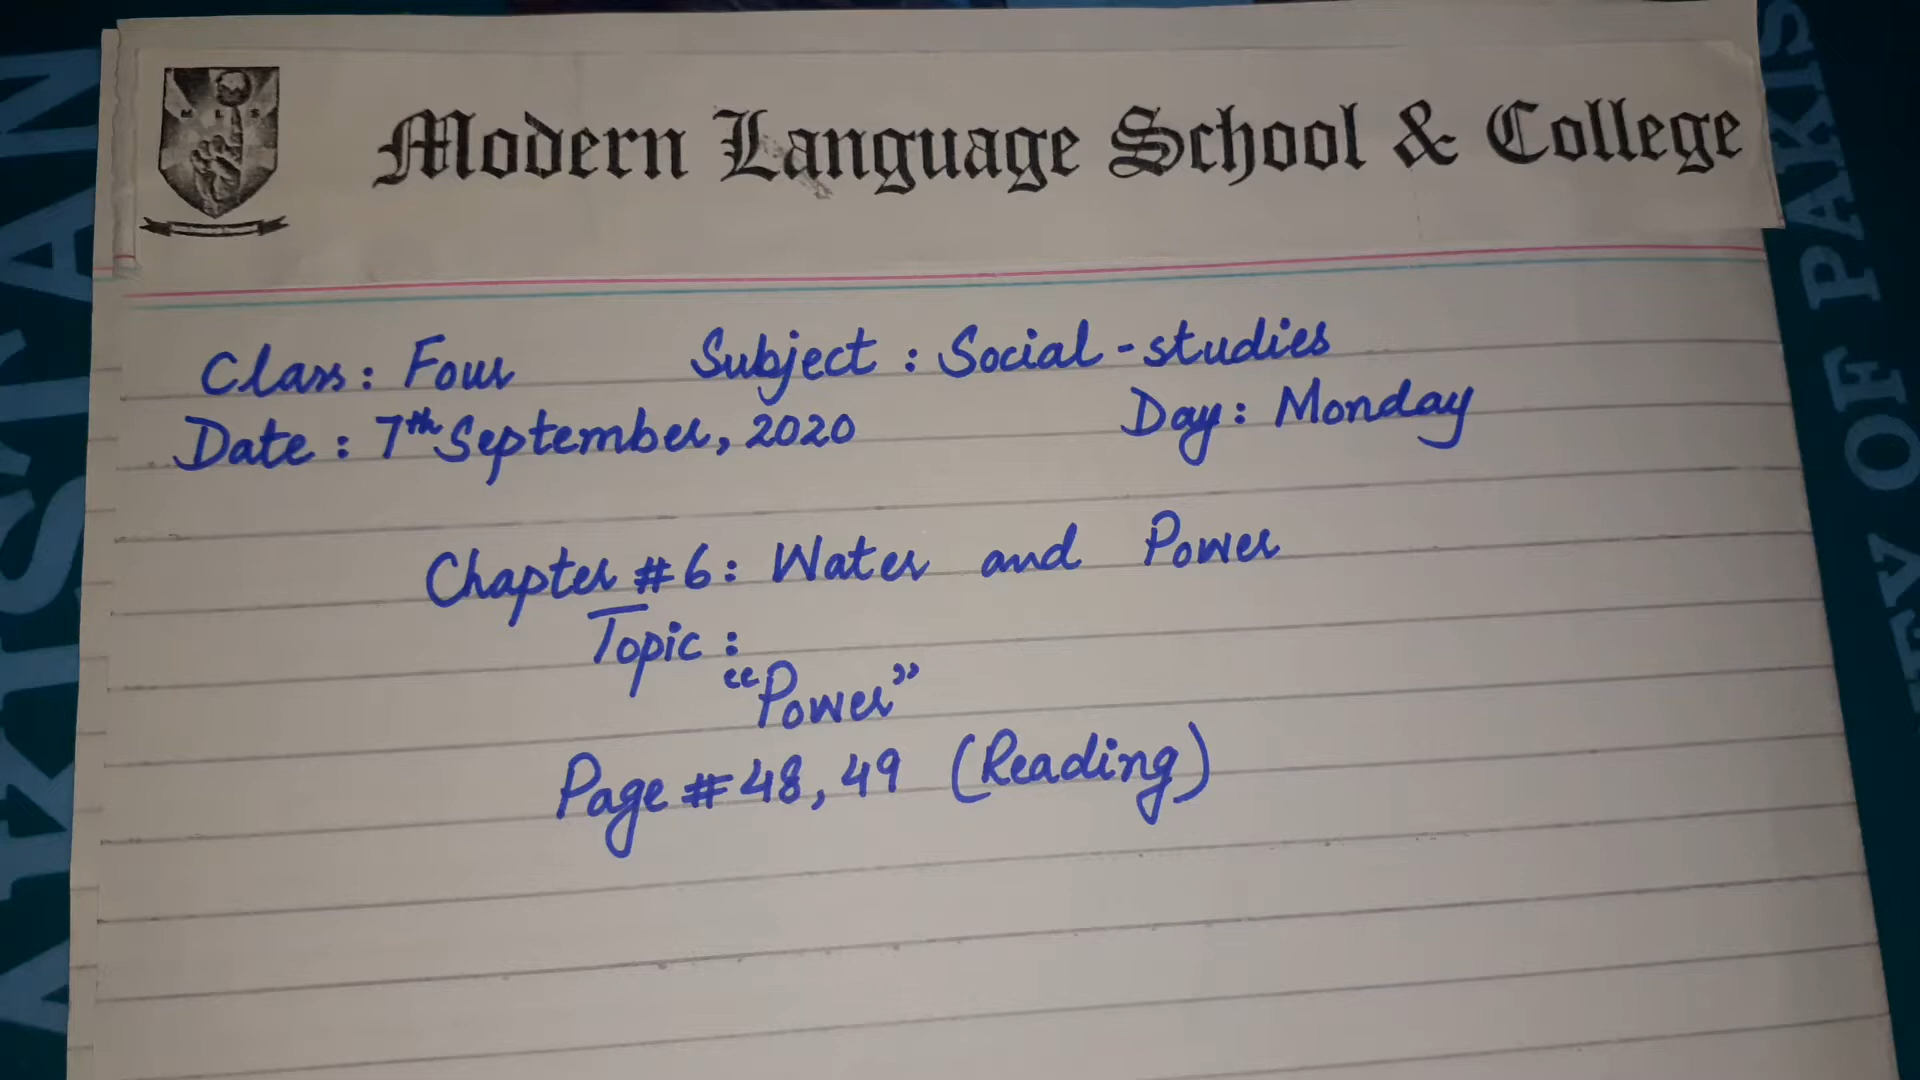 M L S
Modern Language School & College
Class: Four Subject: Social-studies
Date: 7th September, 2020 Day: Monday
Chapter #6: Water and Power
Topic:
"Power"
Page #48, 49 (Reading)